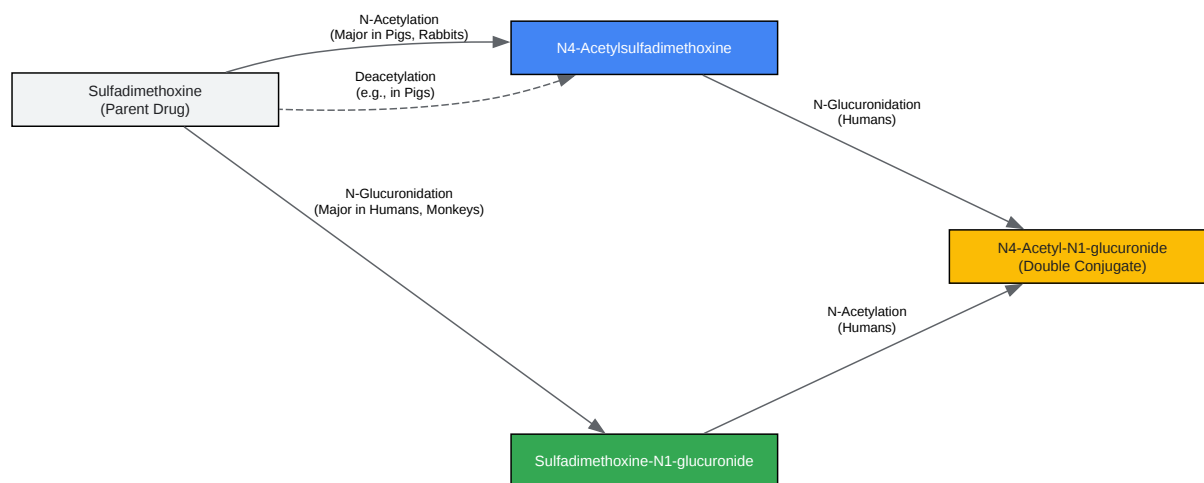 N-Acetylation
(Major in Pigs, Rabbits)
N4-Acetylsulfadimethoxine
Deacetylation
(e.g., in Pigs)
Sulfadimethoxine
(Parent Drug)
N-Glucuronidation
(Humans)
N-Glucuronidation
(Major in Humans, Monkeys)
N4-Acetyl-N1-glucuronide
(Double Conjugate)
N-Acetylation
(Humans)
Sulfadimethoxine-N1-glucuronide